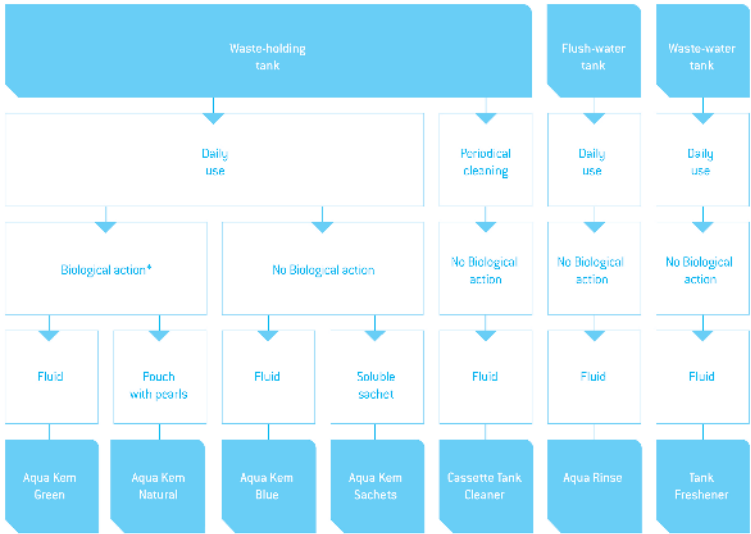 Waste-holding
tank
Flush-water
tank
Waste-water
tank
Daily
use
Periodical
cleaning
Daily
use
Daily
use
Biological action*
No Biological action
No Biological
action
No Biological
action
No Biological
action
Fluid
Pouch
with pearls
Fluid
Soluble
sachet
Fluid
Fluid
Fluid
Aqua Kem
Green
Aqua Kem
Natural
Aqua Kem
Blue
Aqua Kem
Sachets
Cassette Tank
Cleaner
Aqua Rinse
Tank
Freshener